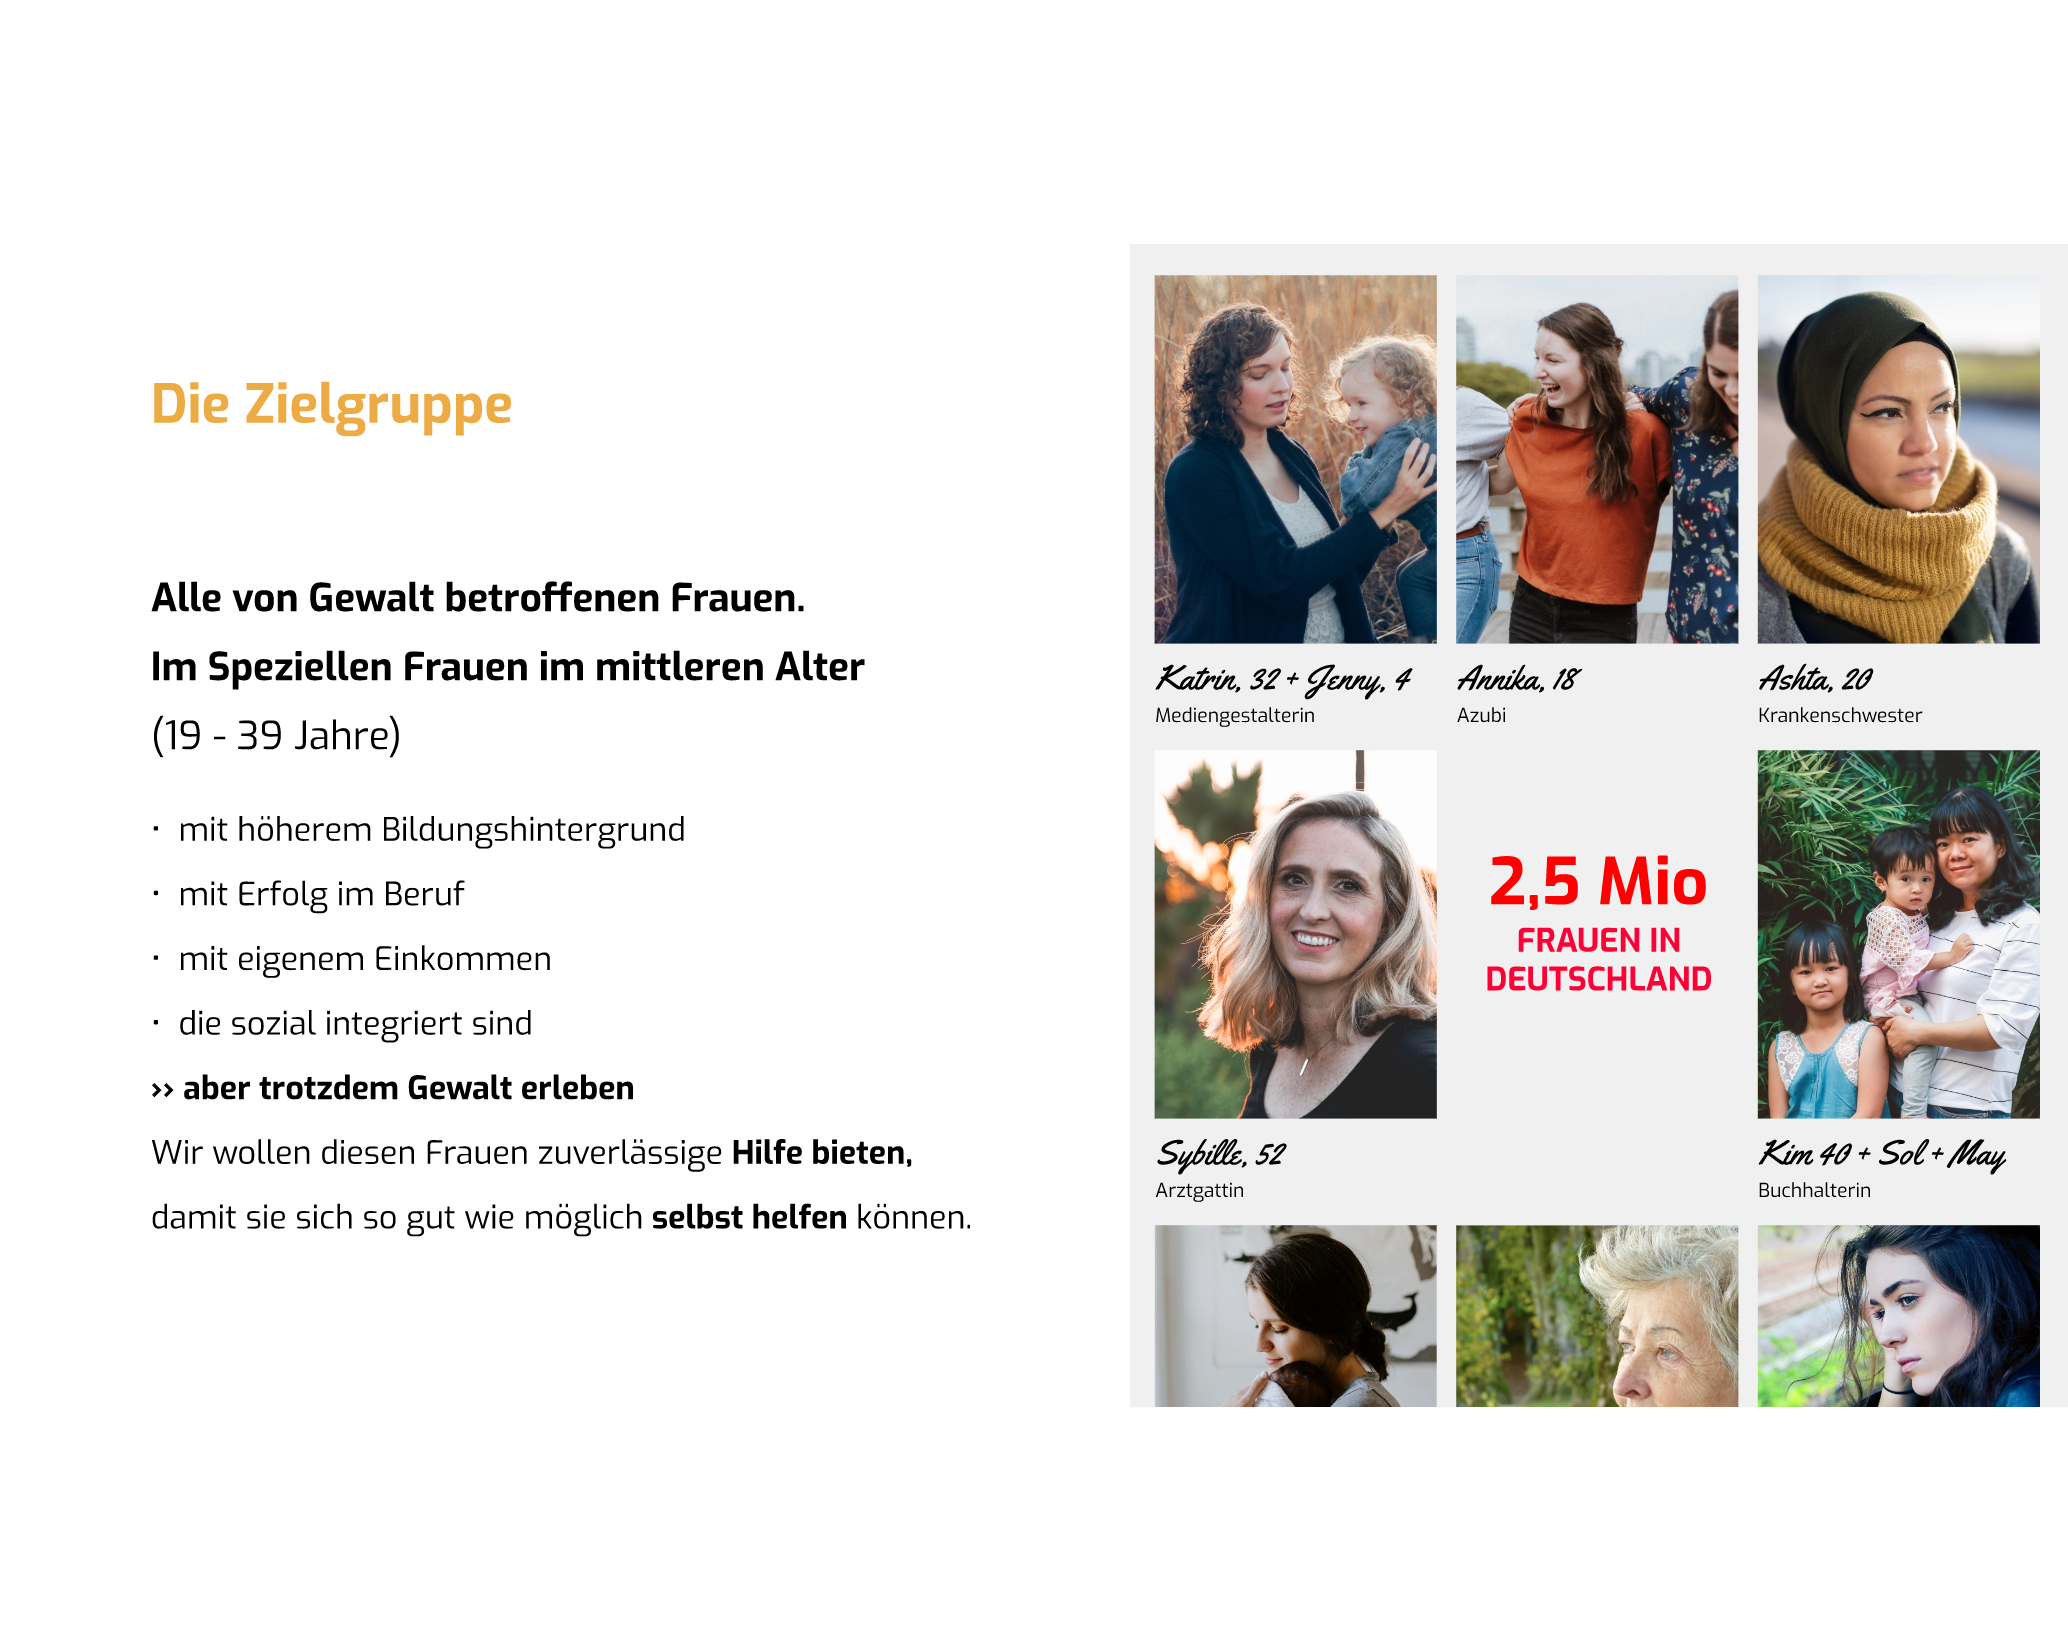 Die Zielgruppe
Alle von Gewalt betroffenen Frauen.
Im Speziellen Frauen im mittleren Alter
(19 - 39 Jahre)
· mit höherem Bildungshintergrund
· mit Erfolg im Beruf
· mit eigenem Einkommen
· die sozial integriert sind
›› aber trotzdem Gewalt erleben
Wir wollen diesen Frauen zuverlässige Hilfe bieten,
damit sie sich so gut wie möglich selbst helfen können.
Katrin, 32 + Jenny, 4
Mediengestalterin
Annika, 18
Azubi
Ashta, 20
Krankenschwester
2,5 Mio
FRAUEN IN
DEUTSCHLAND
Sybille, 52
Arztgattin
Kim 40 + Sol + May
Buchhalterin